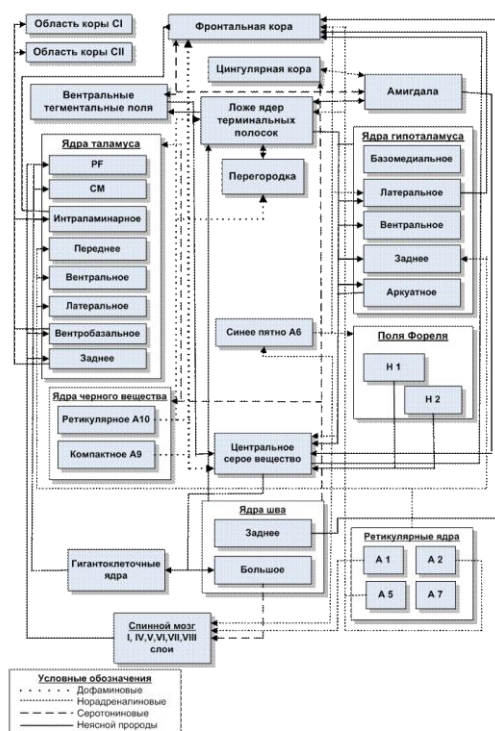 Область коры CI
Фронтальная кора
Область коры CII
Цингулярная кора
Вентральные
тегментальные поля
Амигдала
Ложе ядер
терминальных
полосок
Ядра таламуса
PF
CM
Интраламинарное
Переднее
Вентральное
Латеральное
Вентробазальное
Заднее
Перегородка
Ядра гипоталамуса
Базомедиальное
Латеральное
Вентральное
Заднее
Аркуатное
Синее пятно А6
Поля Фореля
Н 1
Н 2
Ядра черного вещества
Ретикулярное А10
Компактное А9
Центральное
серое вещество
Ядра шва
Заднее
Большое
Гигантоклеточные
ядра
Ретикулярные ядра
А 1
А 2
А 5
А 7
Спинной мозг
I, IV,V,VI,VII,VIII
слои
Условные обозначения
Дофаминовые
Норадреналиновые
Серотониновые
Неясной прророды